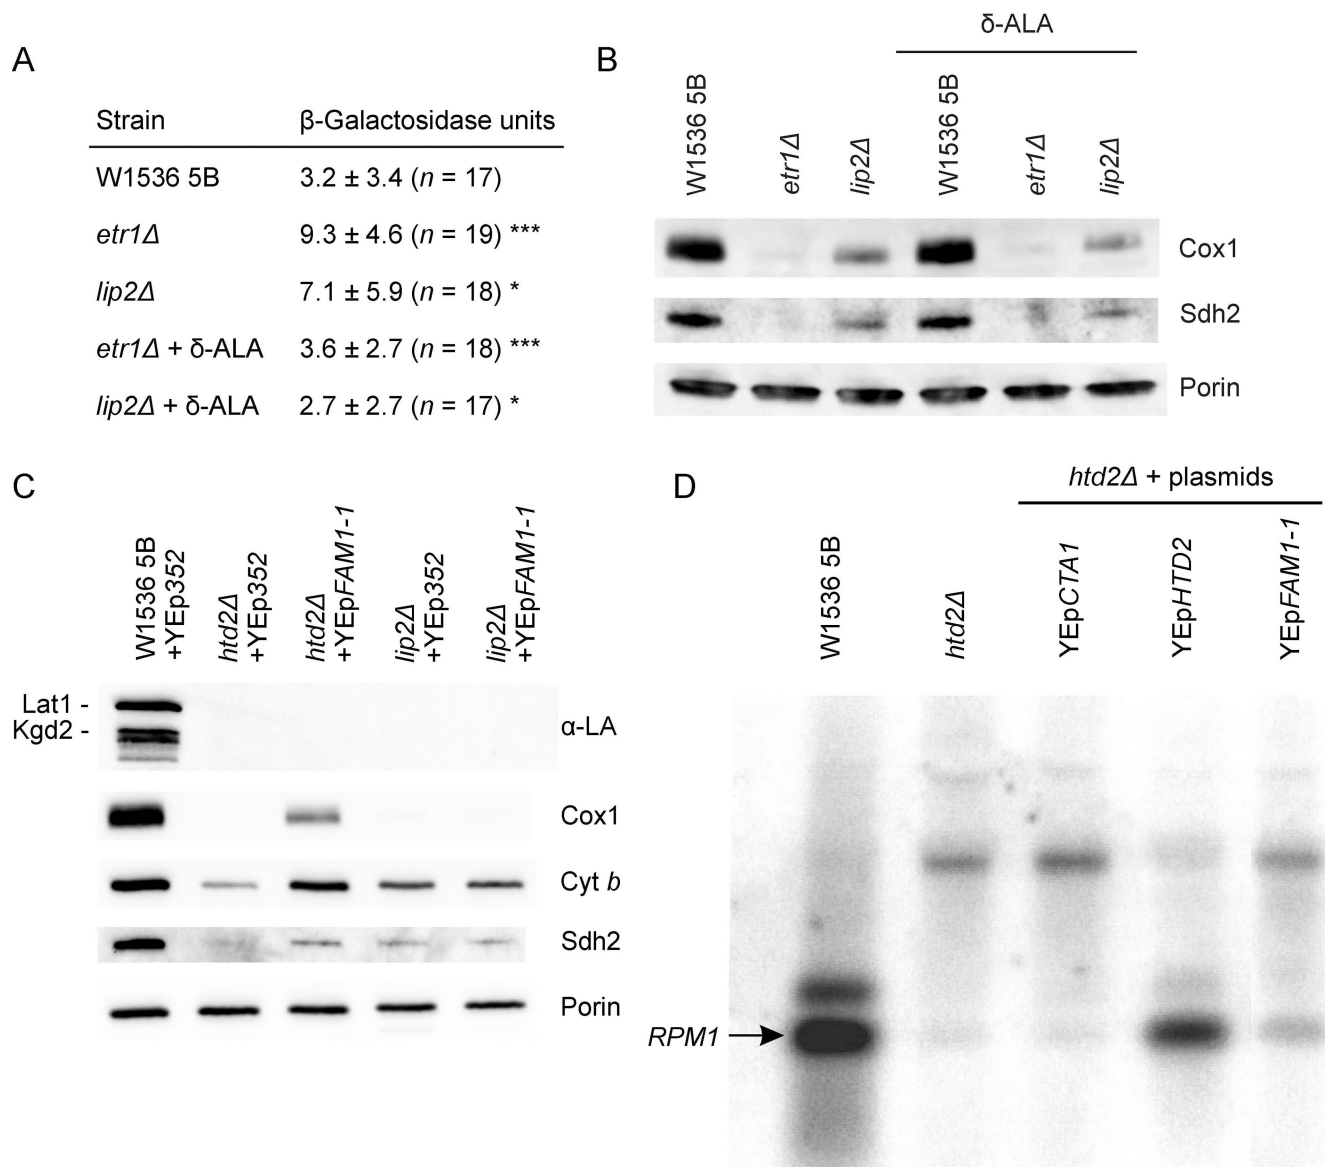 A
Strain β-Galactosidase units
W1536 5B 3.2 ± 3.4 (n = 17)
etr1Δ 9.3 ± 4.6 (n = 19) ***
lip2Δ 7.1 ± 5.9 (n = 18) *
etr1Δ + δ-ALA 3.6 ± 2.7 (n = 18) ***
lip2Δ + δ-ALA 2.7 ± 2.7 (n = 17) *
B
δ-ALA
W1536 5B
etr1Δ
lip2Δ
W1536 5B
etr1Δ
lip2Δ
Cox1
Sdh2
Porin
C
W1536 5B
+YEp352
htd2Δ
+YEp352
htd2Δ
+YEpFAM1-1
lip2Δ
+YEp352
lip2Δ
+YEpFAM1-1
Lat1 -
Kgd2 -
α-LA
Cox1
Cyt b
Sdh2
Porin
D
htd2Δ + plasmids
W1536 5B
htd2Δ
YEpCTA1
YEpHTD2
YEpFAM1-1
RPM1